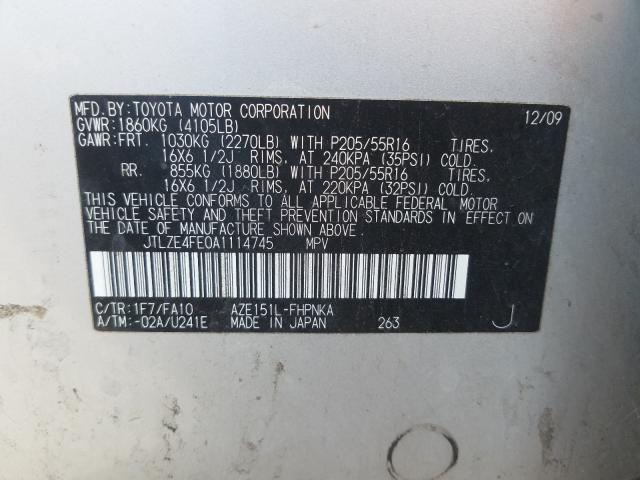 MFD.BY:TOYOTA MOTOR CORPORATION 12/09
GVWR:1860KG (4105LB)
GAWR:FRT. 1030KG (2270LB) WITH P205/55R16 TIRES,
16X6 1/2J RIMS, AT 240KPA (35PSI) COLD.
RR. 855KG (1880LB) WITH P205/55R16 TIRES,
16X6 1/2J RIMS, AT 220KPA (32PSI) COLD.
THIS VEHICLE CONFORMS TO ALL APPLICABLE FEDERAL MOTOR
VEHICLE SAFETY AND THEFT PREVENTION STANDARDS IN EFFECT ON
THE DATE OF MANUFACTURE SHOWN ABOVE.
JTLZE4FE0A1114745 MPV
C/TR:1F7/FA10 AZE151L-FHPNKA
A/TM:-02A/U241E MADE IN JAPAN 263 J